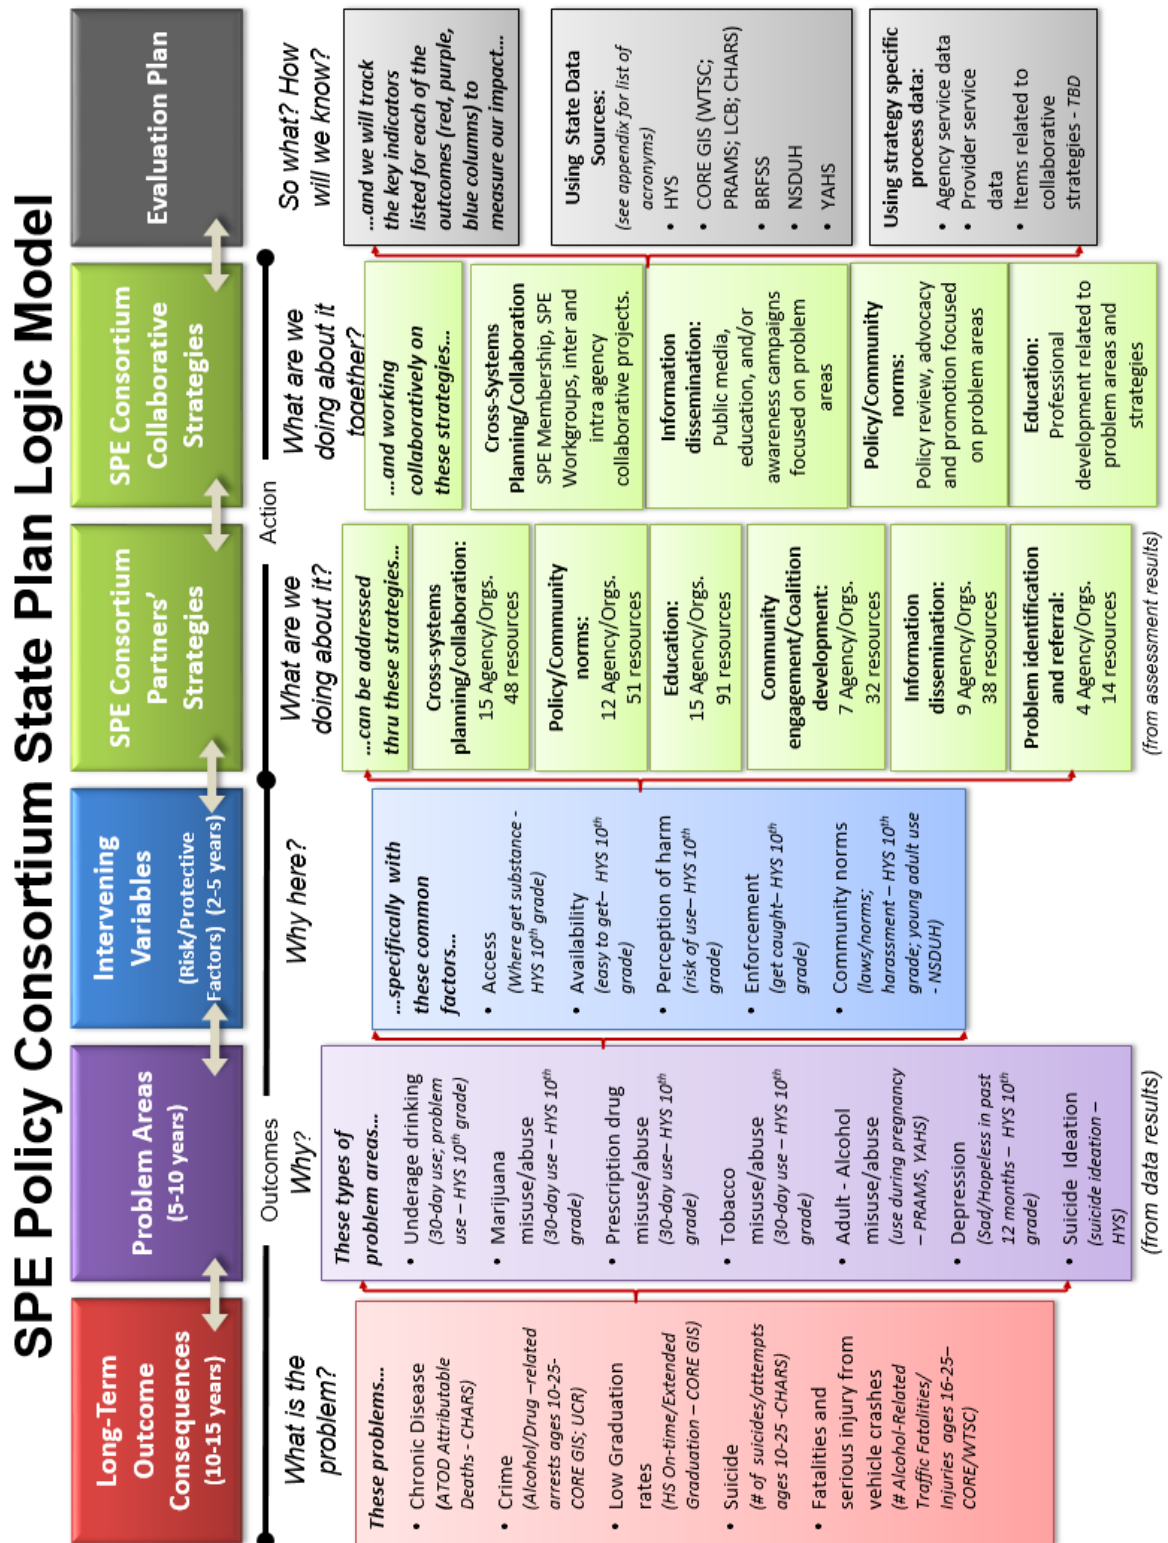 SPE Policy Consortium State Plan Logic Model
Long-Term
Outcome
Consequences
(10-15 years)
Problem Areas
(5-10 years)
Intervening
Variables
(Risk/Protective
Factors) (2-5 years)
SPE Consortium
Partners'
Strategies
SPE Consortium
Collaborative
Strategies
Evaluation Plan
Outcomes
Action
What is the
problem?
These problems...
• Chronic Disease
(ATOD Attributable
Deaths - CHARS)
• Crime
(Alcohol/Drug –related
arrests ages 10-25-
CORE GIS; UCR)
• Low Graduation
rates
(HS On-time/Extended
Graduation – CORE GIS)
• Suicide
(# of suicides/attempts
ages 10-25 -CHARS)
• Fatalities and
serious injury from
vehicle crashes
(# Alcohol-Related
Traffic Fatalities/
Injuries ages 16-25–
CORE/WTSC)
Why?
These types of
problem areas...
• Underage drinking
(30-day use; problem
use – HYS 10th grade)
• Marijuana
misuse/abuse
(30-day use – HYS 10th
grade)
• Prescription drug
misuse/abuse
(30-day use– HYS 10th
grade)
• Tobacco
misuse/abuse
(30-day use – HYS 10th
grade)
• Adult - Alcohol
misuse/abuse
(use during pregnancy
– PRAMS, YAHS)
• Depression
(Sad/Hopeless in past
12 months – HYS 10th
grade)
• Suicide Ideation
(suicide ideation –
HYS)
(from data results)
Why here?
...specifically with
these common
factors...
• Access
(Where get substance -
HYS 10th grade)
• Availability
(easy to get– HYS 10th
grade)
• Perception of harm
(risk of use– HYS 10th
grade)
• Enforcement
(get caught– HYS 10th
grade)
• Community norms
(laws/norms;
harassment – HYS 10th
grade; young adult use
- NSDUH)
What are we
doing about it?
...can be addressed
thru these strategies...
Cross-systems
planning/collaboration:
15 Agency/Orgs.
48 resources
Policy/Community
norms:
12 Agency/Orgs.
51 resources
Education:
15 Agency/Orgs.
91 resources
Community
engagement/Coalition
development:
7 Agency/Orgs.
32 resources
Information
dissemination:
9 Agency/Orgs.
38 resources
Problem identification
and referral:
4 Agency/Orgs.
14 resources
(from assessment results)
What are we
doing about it
together?
...and working
collaboratively on
these strategies...
Cross-Systems
Planning/Collaboration
SPE Membership, SPE
Workgroups, inter and
intra agency
collaborative projects.
Information
dissemination:
Public media,
education, and/or
awareness campaigns
focused on problem
areas
Policy/Community
norms:
Policy review, advocacy
and promotion focused
on problem areas
Education:
Professional
development related to
problem areas and
strategies
So what? How
will we know?
...and we will track
the key indicators
listed for each of the
outcomes (red, purple,
blue columns) to
measure our impact...
Using State Data
Sources:
(see appendix for list of
acronyms)
• HYS
• CORE GIS (WTSC;
PRAMS; LCB; CHARS)
• BRFSS
• NSDUH
• YAHS
Using strategy specific
process data:
• Agency service data
• Provider service
data
• Items related to
collaborative
strategies - TBD